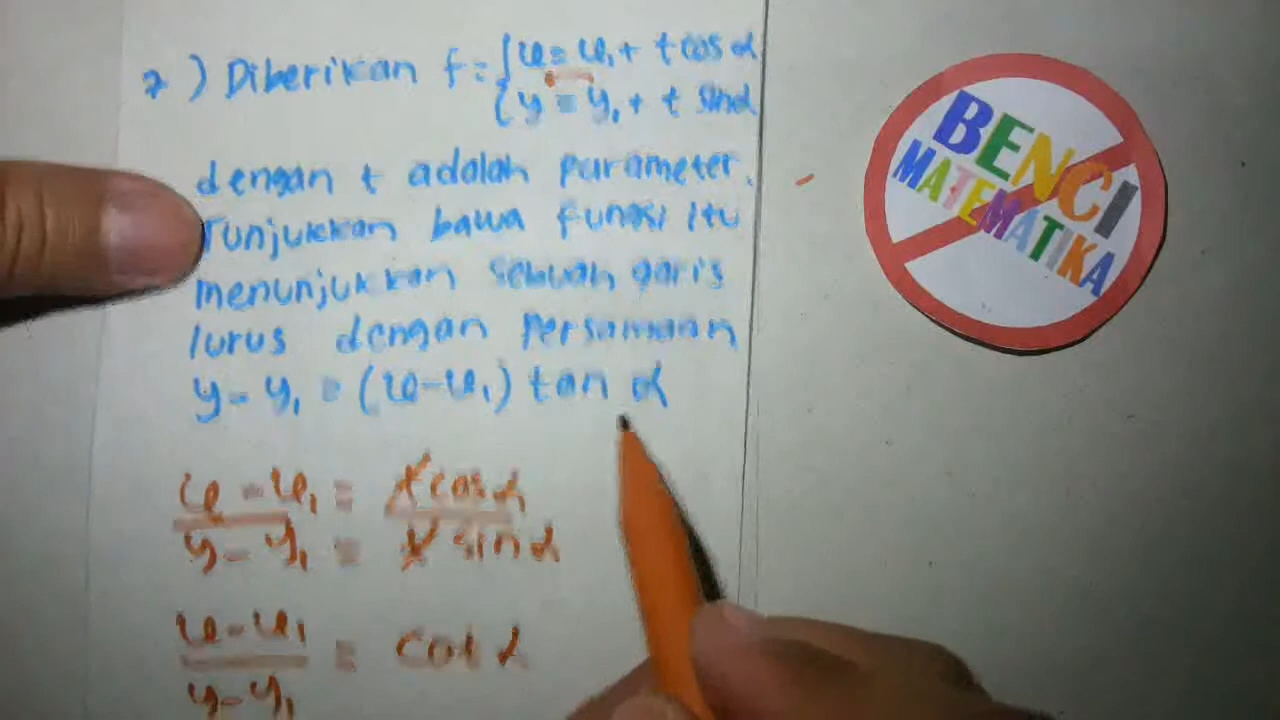 2) Diberikan f = { x = x₁ + t cos α
{ y = y₁ + t sin α
dengan t adalah parameter.
Tunjukkan bawa fungsi itu
menunjukkan sebuah garis
lurus dengan persamaan
y - y₁ = (x - x₁) tan α
x - x₁ = t cos α
y - y₁ = t sin α
x - x₁ = cot α
y - y₁
BENCI
MATEMATIKA